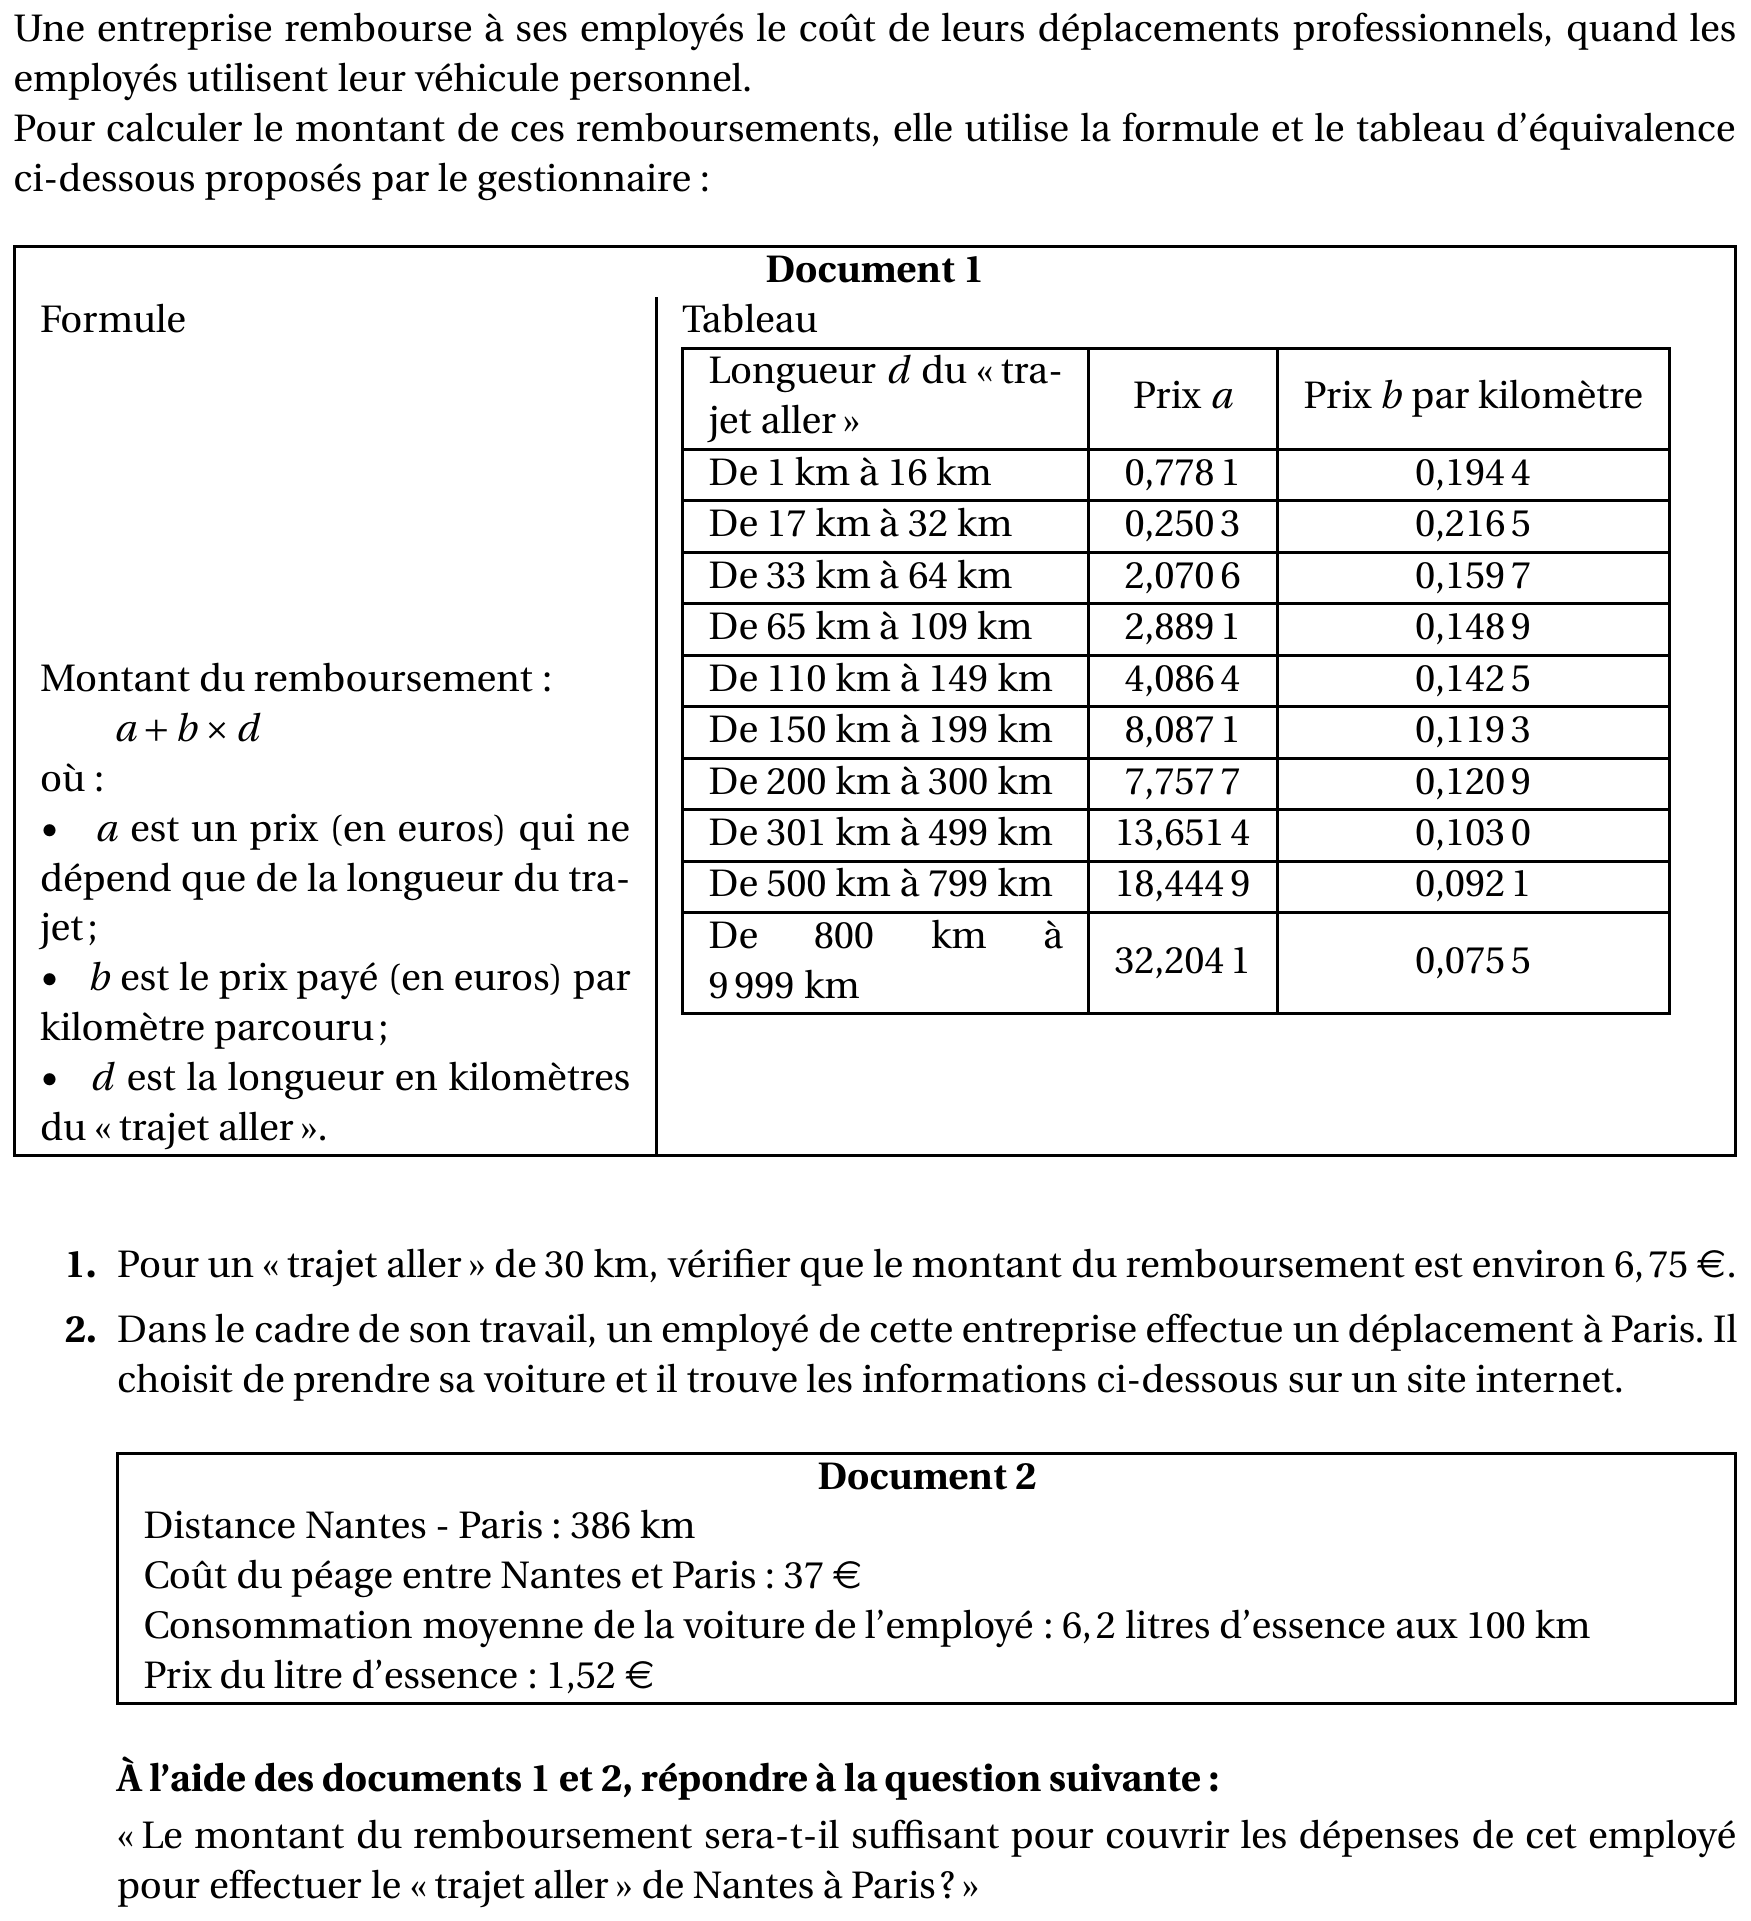 Une entreprise rembourse à ses employés le coût de leurs déplacements professionnels, quand les
employés utilisent leur véhicule personnel.
Pour calculer le montant de ces remboursements, elle utilise la formule et le tableau d'équivalence
ci-dessous proposés par le gestionnaire :
Document 1
Formule
Montant du remboursement :
a + b × d
où :
• a est un prix (en euros) qui ne
dépend que de la longueur du tra-
jet ;
• b est le prix payé (en euros) par
kilomètre parcouru ;
• d est la longueur en kilomètres
du « trajet aller ».
Tableau
Longueur d du « tra-
jet aller » Prix a Prix b par kilomètre
De 1 km à 16 km 0,778 1 0,194 4
De 17 km à 32 km 0,250 3 0,216 5
De 33 km à 64 km 2,070 6 0,159 7
De 65 km à 109 km 2,889 1 0,148 9
De 110 km à 149 km 4,086 4 0,142 5
De 150 km à 199 km 8,087 1 0,119 3
De 200 km à 300 km 7,757 7 0,120 9
De 301 km à 499 km 13,651 4 0,103 0
De 500 km à 799 km 18,444 9 0,092 1
De 800 km à
9 999 km 32,204 1 0,075 5
1. Pour un « trajet aller » de 30 km, vérifier que le montant du remboursement est environ 6,75 €.
2. Dans le cadre de son travail, un employé de cette entreprise effectue un déplacement à Paris. Il
choisit de prendre sa voiture et il trouve les informations ci-dessous sur un site internet.
Document 2
Distance Nantes - Paris : 386 km
Coût du péage entre Nantes et Paris : 37 €
Consommation moyenne de la voiture de l'employé : 6,2 litres d'essence aux 100 km
Prix du litre d'essence : 1,52 €
À l'aide des documents 1 et 2, répondre à la question suivante :
« Le montant du remboursement sera-t-il suffisant pour couvrir les dépenses de cet employé
pour effectuer le « trajet aller » de Nantes à Paris ? »